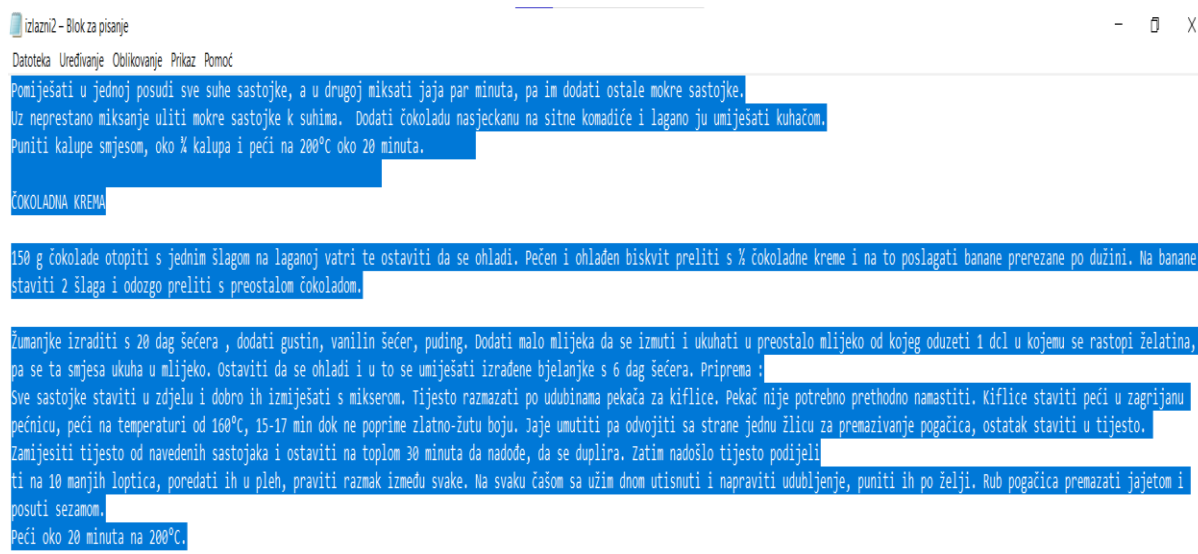 izlazni2 – Blok za pisanje
Datoteka Uređivanje Oblikovanje Prikaz Pomoć
Pomiješati u jednoj posudi sve suhe sastojke, a u drugoj miksati jaja par minuta, pa im dodati ostale mokre sastojke.
Uz neprestano miksanje uliti mokre sastojke k suhima.  Dodati čokoladu nasjeckanu na sitne komadiće i lagano ju umiješati kuhačom.
Puniti kalupe smjesom, oko ¾ kalupa i peći na 200⁰C oko 20 minuta.
ČOKOLADNA KREMA
150 g čokolade otopiti s jednim šlagom na laganoj vatri te ostaviti da se ohladi. Pečen i ohlađen biskvit preliti s ½ čokoladne kreme i na to poslagati banane prerezane po dužini. Na banane
staviti 2 šlaga i odozgo preliti s preostalom čokoladom.
Žumanjke izraditi s 20 dag šećera , dodati gustin, vanilin šećer, puding. Dodati malo mlijeka da se izmuti i ukuhati u preostalo mlijeko od kojeg oduzeti 1 dcl u kojemu se rastopi želatina,
pa se ta smjesa ukuha u mlijeko. Ostaviti da se ohladi i u to se umiješati izrađene bjelanjke s 6 dag šećera. Priprema :
Sve sastojke staviti u zdjelu i dobro ih izmiješati s mikserom. Tijesto razmazati po udubinama pekača za kiflice. Pekač nije potrebno prethodno namastiti. Kiflice staviti peći u zagrijanu
pećnicu, peći na temperaturi od 160⁰C, 15-17 min dok ne poprime zlatno-žutu boju. Jaje umutiti pa odvojiti sa strane jednu žlicu za premazivanje pogačica, ostatak staviti u tijesto.
Zamijesiti tijesto od navedenih sastojaka i ostaviti na toplom 30 minuta da nadođe, da se duplira. Zatim nadošlo tijesto podijeli
ti na 10 manjih loptica, poredati ih u pleh, praviti razmak između svake. Na svaku čašom sa užim dnom utisnuti i napraviti udubljenje, puniti ih po želji. Rub pogačica premazati jajetom i
posuti sezamom.
Peći oko 20 minuta na 200⁰C.